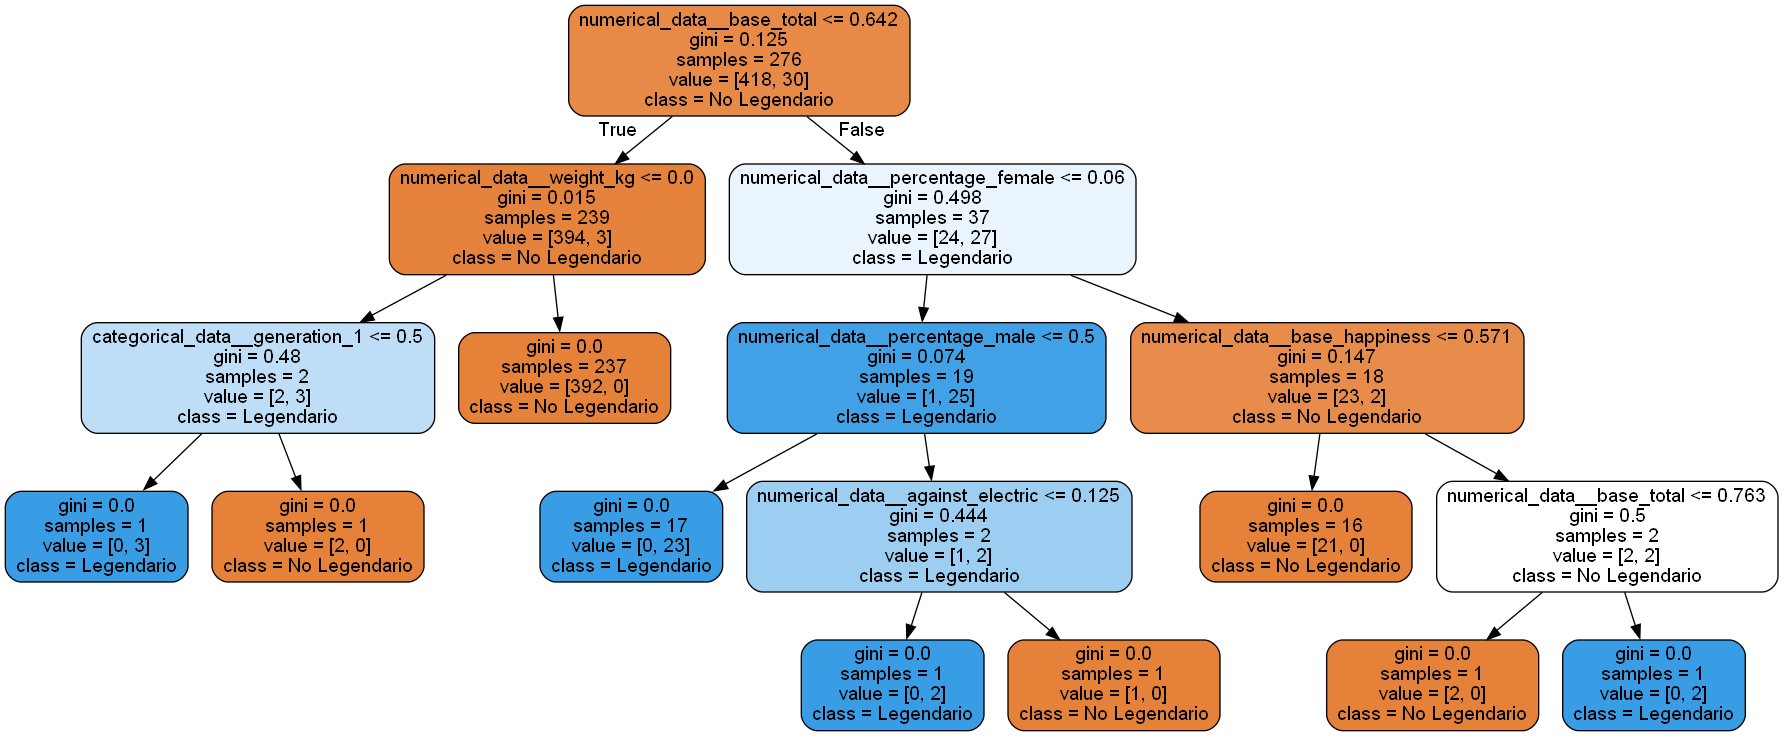 numerical_data__base_total <= 0.642
gini = 0.125
samples = 276
value = [418, 30]
class = No Legendario
True
False
numerical_data__weight_kg <= 0.0
gini = 0.015
samples = 239
value = [394, 3]
class = No Legendario
numerical_data__percentage_female <= 0.06
gini = 0.498
samples = 37
value = [24, 27]
class = Legendario
categorical_data__generation_1 <= 0.5
gini = 0.48
samples = 2
value = [2, 3]
class = Legendario
gini = 0.0
samples = 237
value = [392, 0]
class = No Legendario
numerical_data__percentage_male <= 0.5
gini = 0.074
samples = 19
value = [1, 25]
class = Legendario
numerical_data__base_happiness <= 0.571
gini = 0.147
samples = 18
value = [23, 2]
class = No Legendario
gini = 0.0
samples = 1
value = [0, 3]
class = Legendario
gini = 0.0
samples = 1
value = [2, 0]
class = No Legendario
gini = 0.0
samples = 17
value = [0, 23]
class = Legendario
numerical_data__against_electric <= 0.125
gini = 0.444
samples = 2
value = [1, 2]
class = Legendario
gini = 0.0
samples = 16
value = [21, 0]
class = No Legendario
numerical_data__base_total <= 0.763
gini = 0.5
samples = 2
value = [2, 2]
class = No Legendario
gini = 0.0
samples = 1
value = [0, 2]
class = Legendario
gini = 0.0
samples = 1
value = [1, 0]
class = No Legendario
gini = 0.0
samples = 1
value = [2, 0]
class = No Legendario
gini = 0.0
samples = 1
value = [0, 2]
class = Legendario